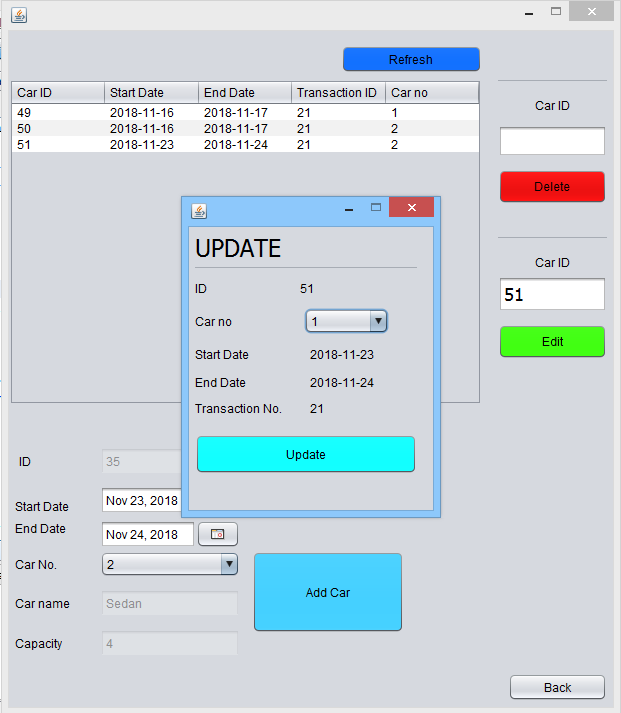 Refresh
Car ID Start Date End Date Transaction ID Car no
49 2018-11-16 2018-11-17 21 1
50 2018-11-16 2018-11-17 2
51 2018-11-23 2018-11-24 21 2
Car ID
Delete
Car ID
51
Edit
UPDATE
ID 51
Car no 1
Start Date 2018-11-23
End Date 2018-11-24
Transaction No. 21
Update
ID 35
Start Date Nov 23, 2018
End Date Nov 24, 2018
Car No. 2
Car name Sedan
Capacity 4
Add Car
Back